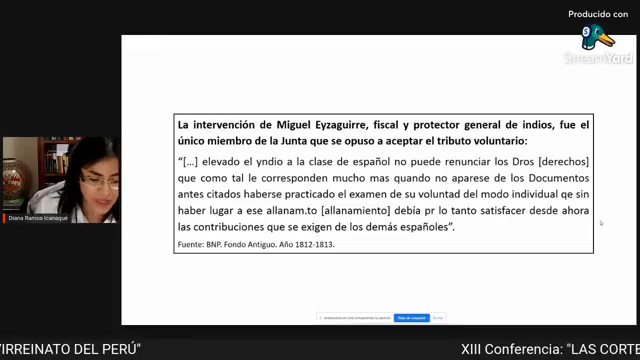 Producido con
StreamYard
La intervención de Miguel Eyzaguirre, fiscal y protector general de indios, fue el
único miembro de la Junta que se opuso a aceptar el tributo voluntario:
“[…] elevado el yndio a la clase de español no puede renunciar los Dros [derechos]
que como tal le corresponden mucho mas quando no aparese de los Documentos
antes citados haberse practicado el examen de su voluntad del modo individual qe sin
haber lugar a ese allanam.to [allanamiento] debía pr lo tanto satisfacer desde ahora
las contribuciones que se exigen de los demás españoles”.
Fuente: BNP. Fondo Antiguo. Año 1812-1813.
Diana Ramos Icanaqué
VIRREINATO DEL PERÚ"
XIII Conferencia: "LAS CORTE